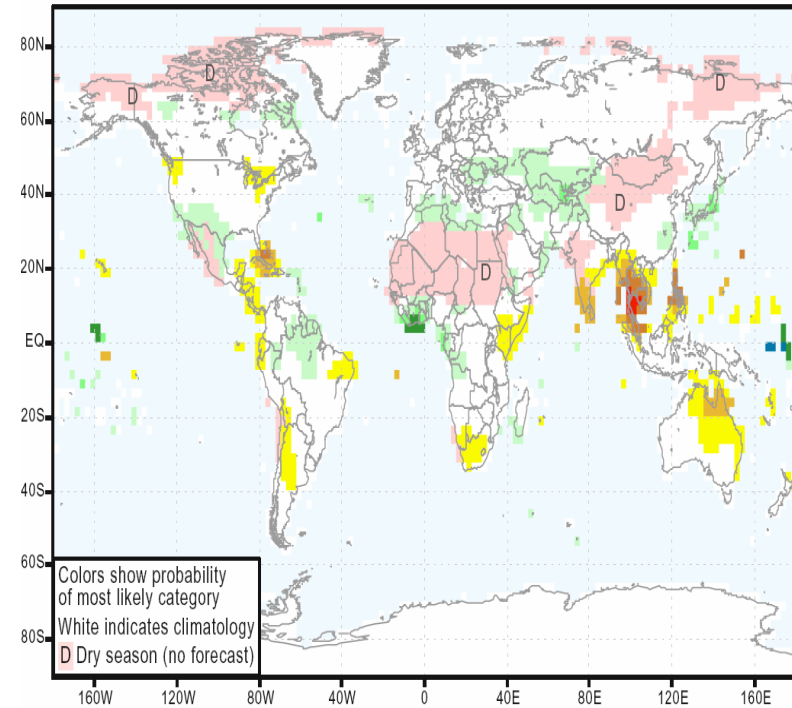 80N
D
D
D
60N
40N
D
20N
D
EQ
20S
40S
60S
Colors show probability
of most likely category
White indicates climatology
D Dry season (no forecast)
80S
160W 120W 80W 40W 0 40E 80E 120E 160E